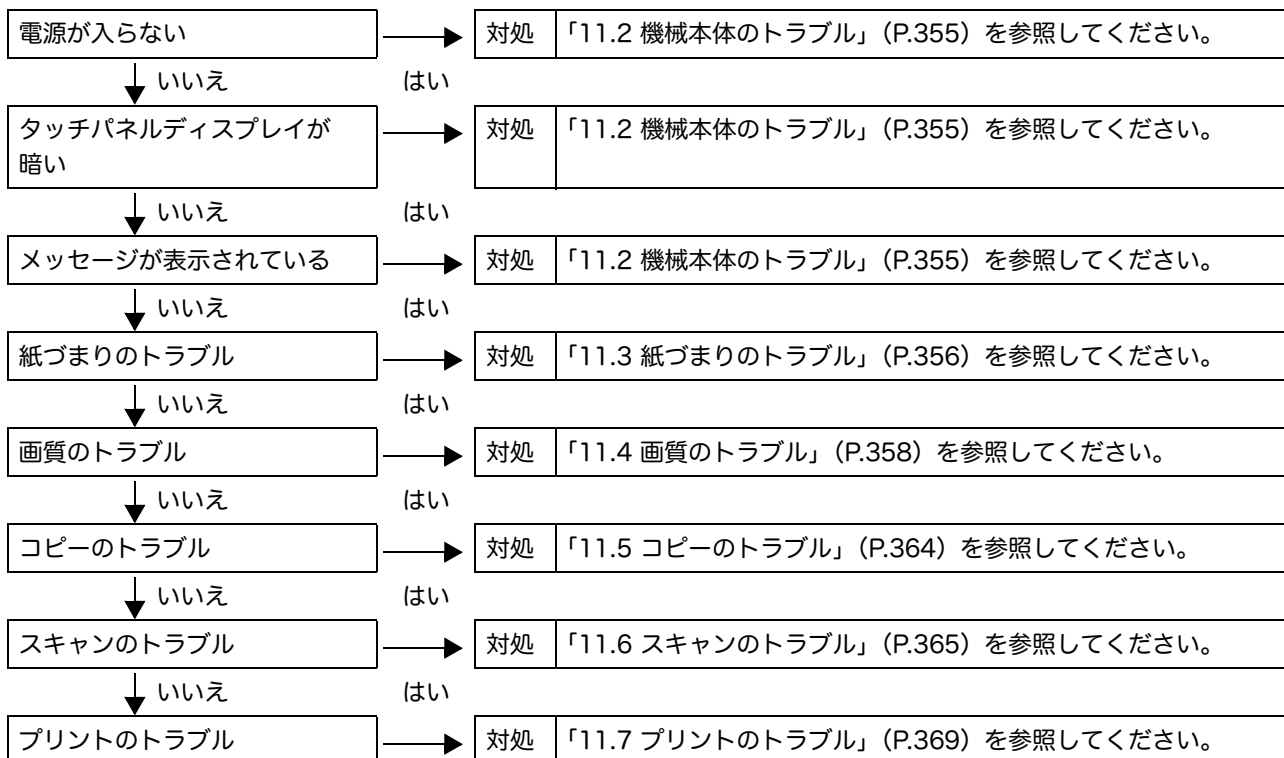 電源が入らない
対処 「11.2 機械本体のトラブル」（P.355）を参照してください。
いいえ はい
タッチパネルディスプレイが
暗い
対処 「11.2 機械本体のトラブル」（P.355）を参照してください。
いいえ はい
メッセージが表示されている
対処 「11.2 機械本体のトラブル」（P.355）を参照してください。
いいえ はい
紙づまりのトラブル
対処 「11.3 紙づまりのトラブル」（P.356）を参照してください。
いいえ はい
画質のトラブル
対処 「11.4 画質のトラブル」（P.358）を参照してください。
いいえ はい
コピーのトラブル
対処 「11.5 コピーのトラブル」（P.364）を参照してください。
いいえ はい
スキャンのトラブル
対処 「11.6 スキャンのトラブル」（P.365）を参照してください。
いいえ はい
プリントのトラブル
対処 「11.7 プリントのトラブル」（P.369）を参照してください。